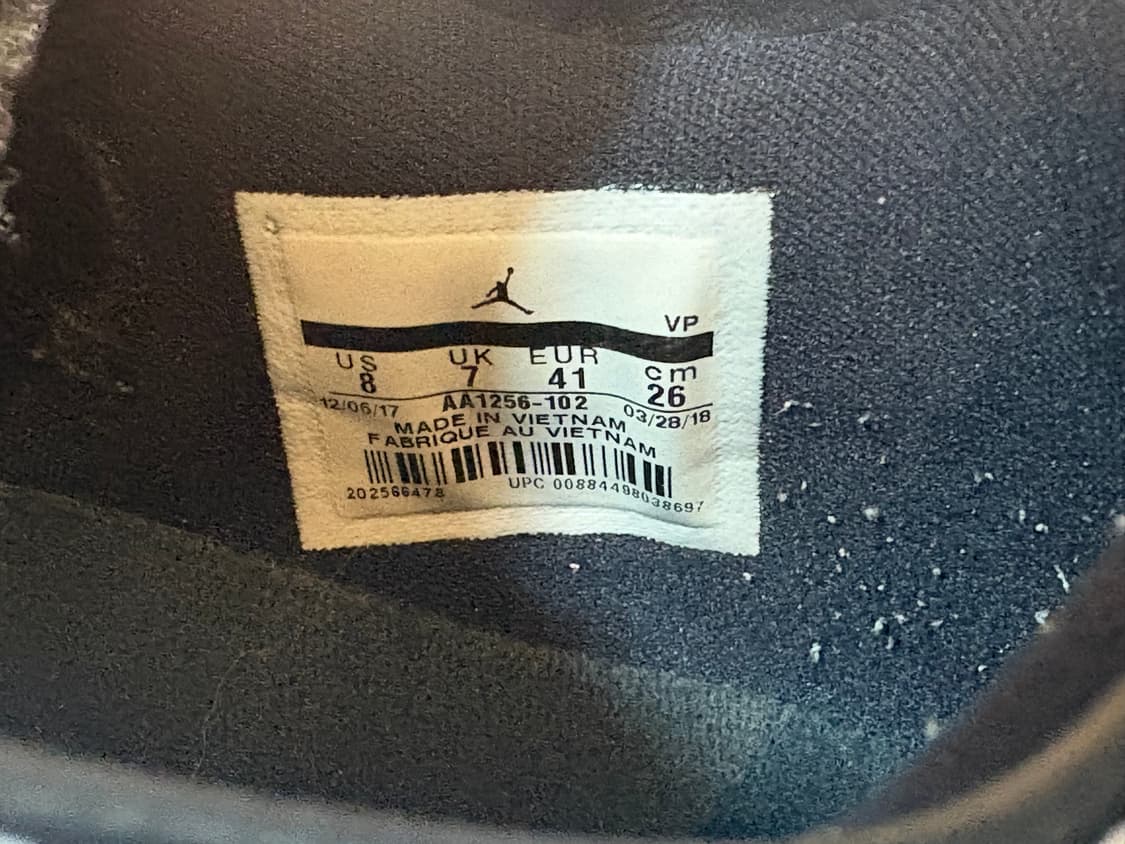 VP
US UK EUR cm
8 7 41 26
12/06/17 AA1256-102 03/28/18
MADE IN VIETNAM
FABRIQUE AU VIETNAM
202566478 UPC 00884498038697